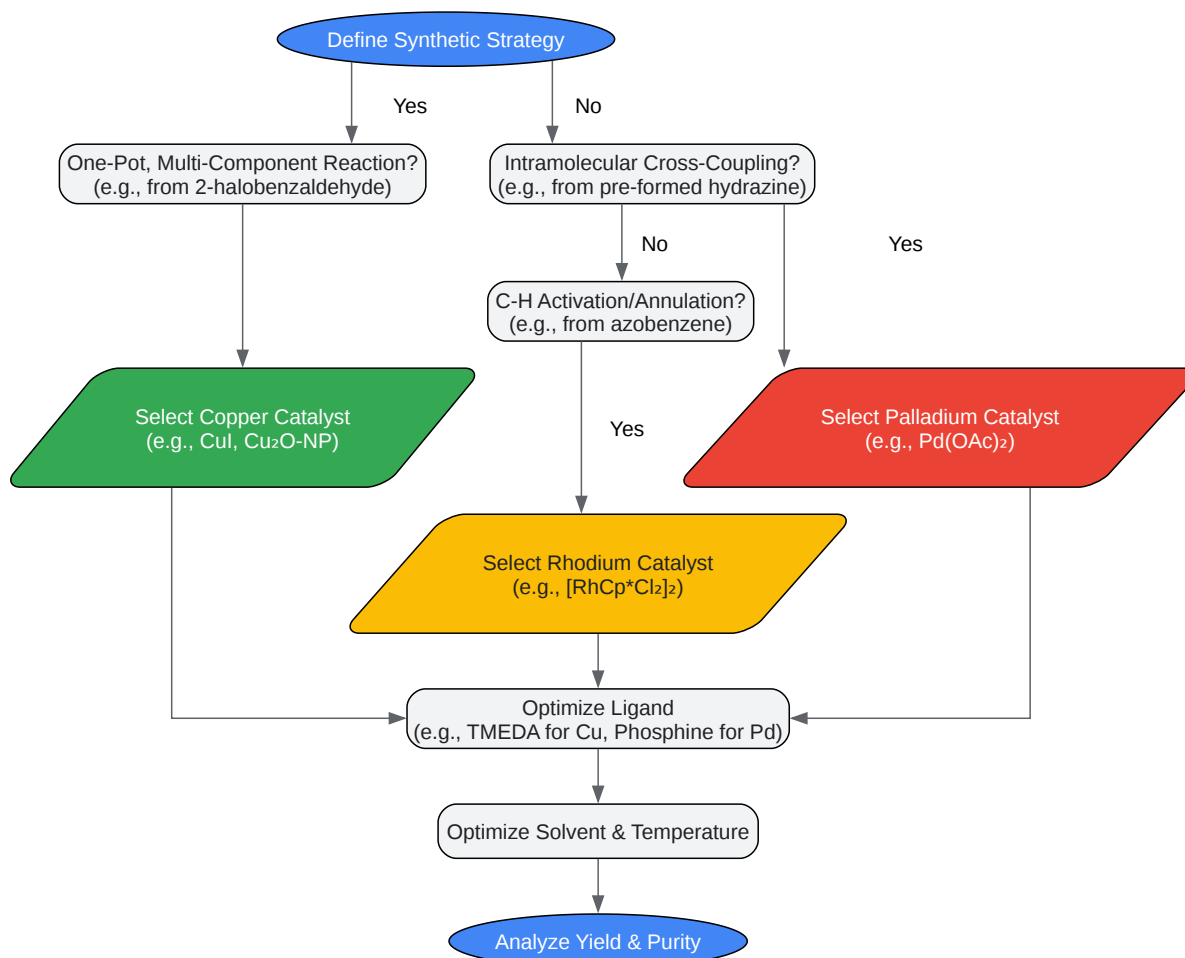 Define Synthetic Strategy
Yes
No
One-Pot, Multi-Component Reaction?
(e.g., from 2-halobenzaldehyde)
Intramolecular Cross-Coupling?
(e.g., from pre-formed hydrazine)
No
Yes
C-H Activation/Annulation?
(e.g., from azobenzene)
Select Copper Catalyst
(e.g., CuI, Cu₂O-NP)
Yes
Select Palladium Catalyst
(e.g., Pd(OAc)₂)
Select Rhodium Catalyst
(e.g., [RhCp*Cl₂]₂)
Optimize Ligand
(e.g., TMEDA for Cu, Phosphine for Pd)
Optimize Solvent & Temperature
Analyze Yield & Purity